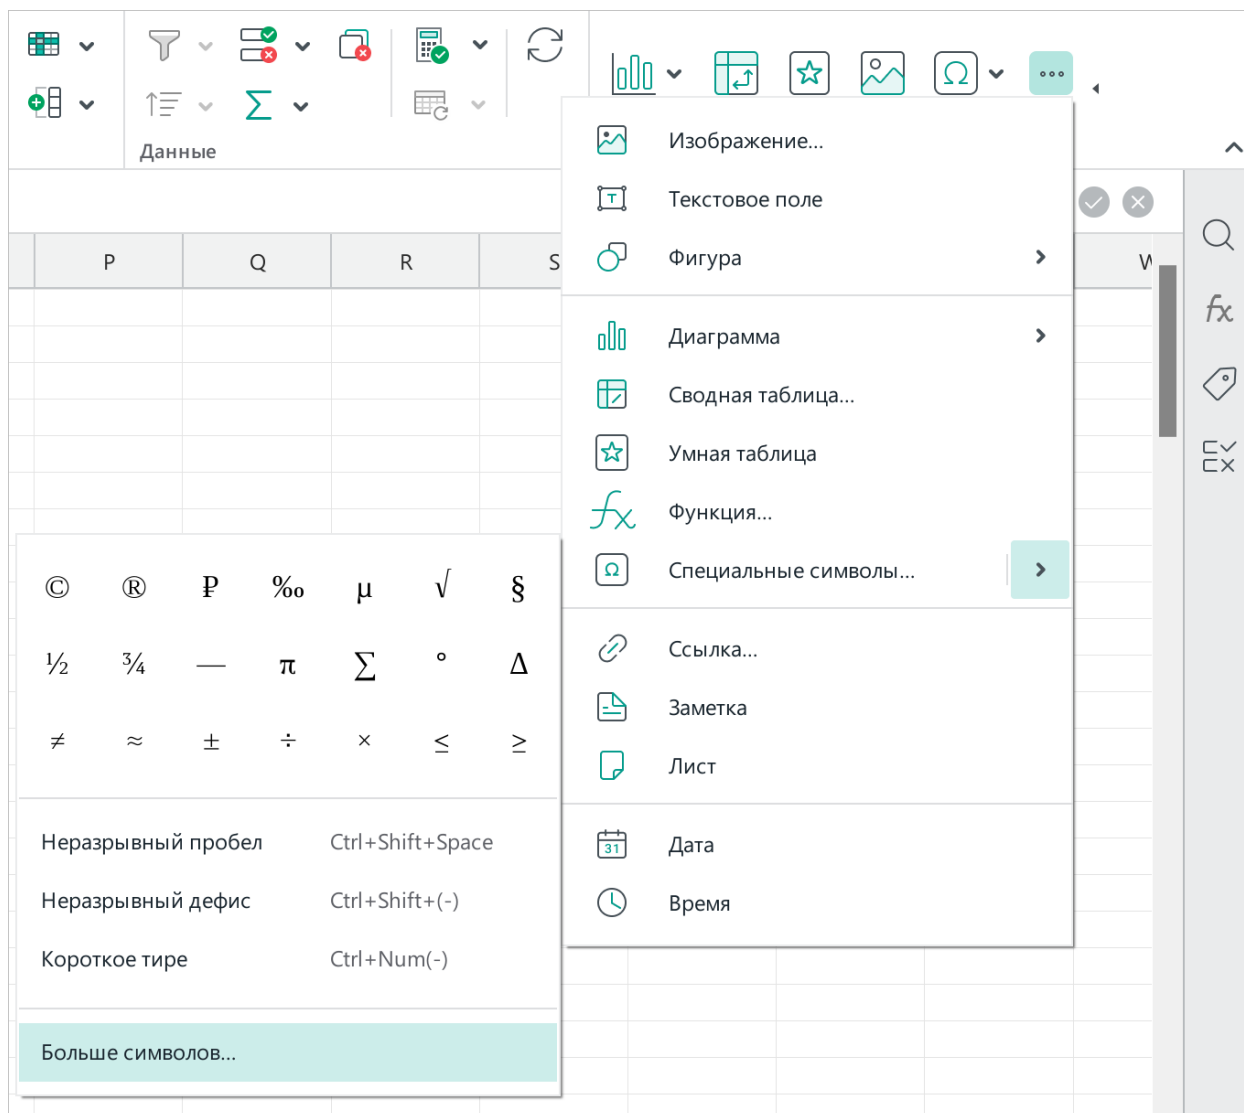 Данные
P Q R S W
Изображение...
Текстовое поле
Фигура
Диаграмма
Сводная таблица...
Умная таблица
Функция...
Специальные символы...
Ссылка...
Заметка
Лист
31 Дата
Время
© ® ₽ ‰ µ √ §
½ ¾ — π ∑ ° Δ
≠ ≈ ± ÷ × ≤ ≥
Неразрывный пробел Ctrl+Shift+Space
Неразрывный дефис Ctrl+Shift+(-)
Короткое тире Ctrl+Num(-)
Больше символов...